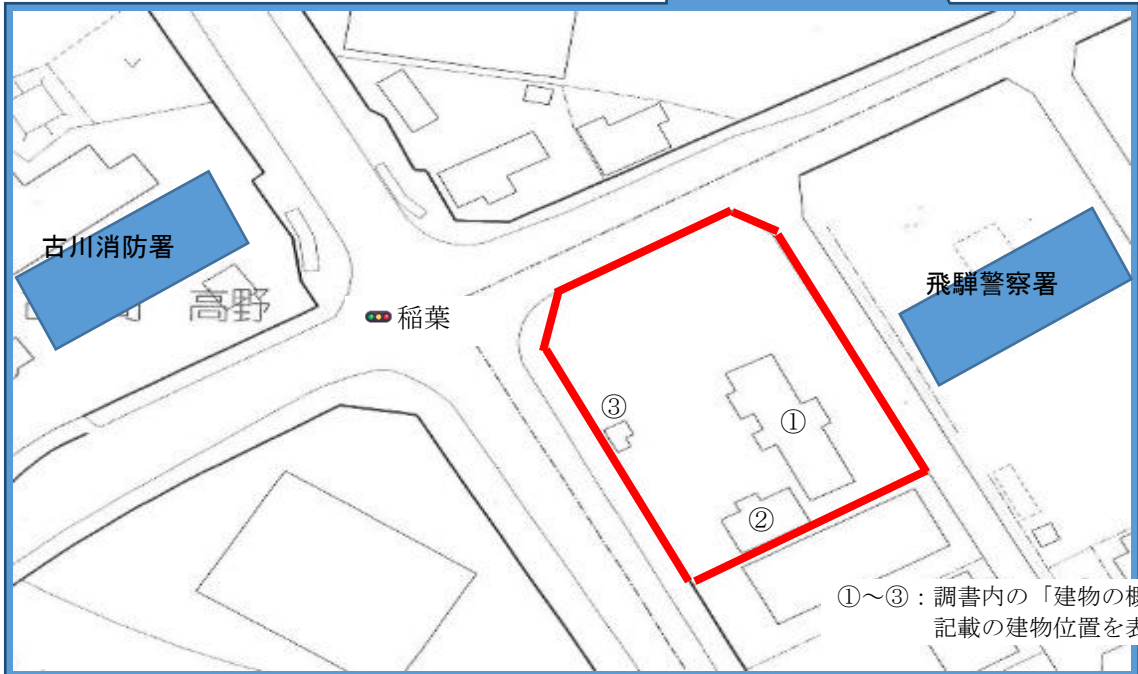 古川消防署
飛騨警察署
高野
稲葉
③
①
②
①～③：調書内の「建物の概
記載の建物位置を表